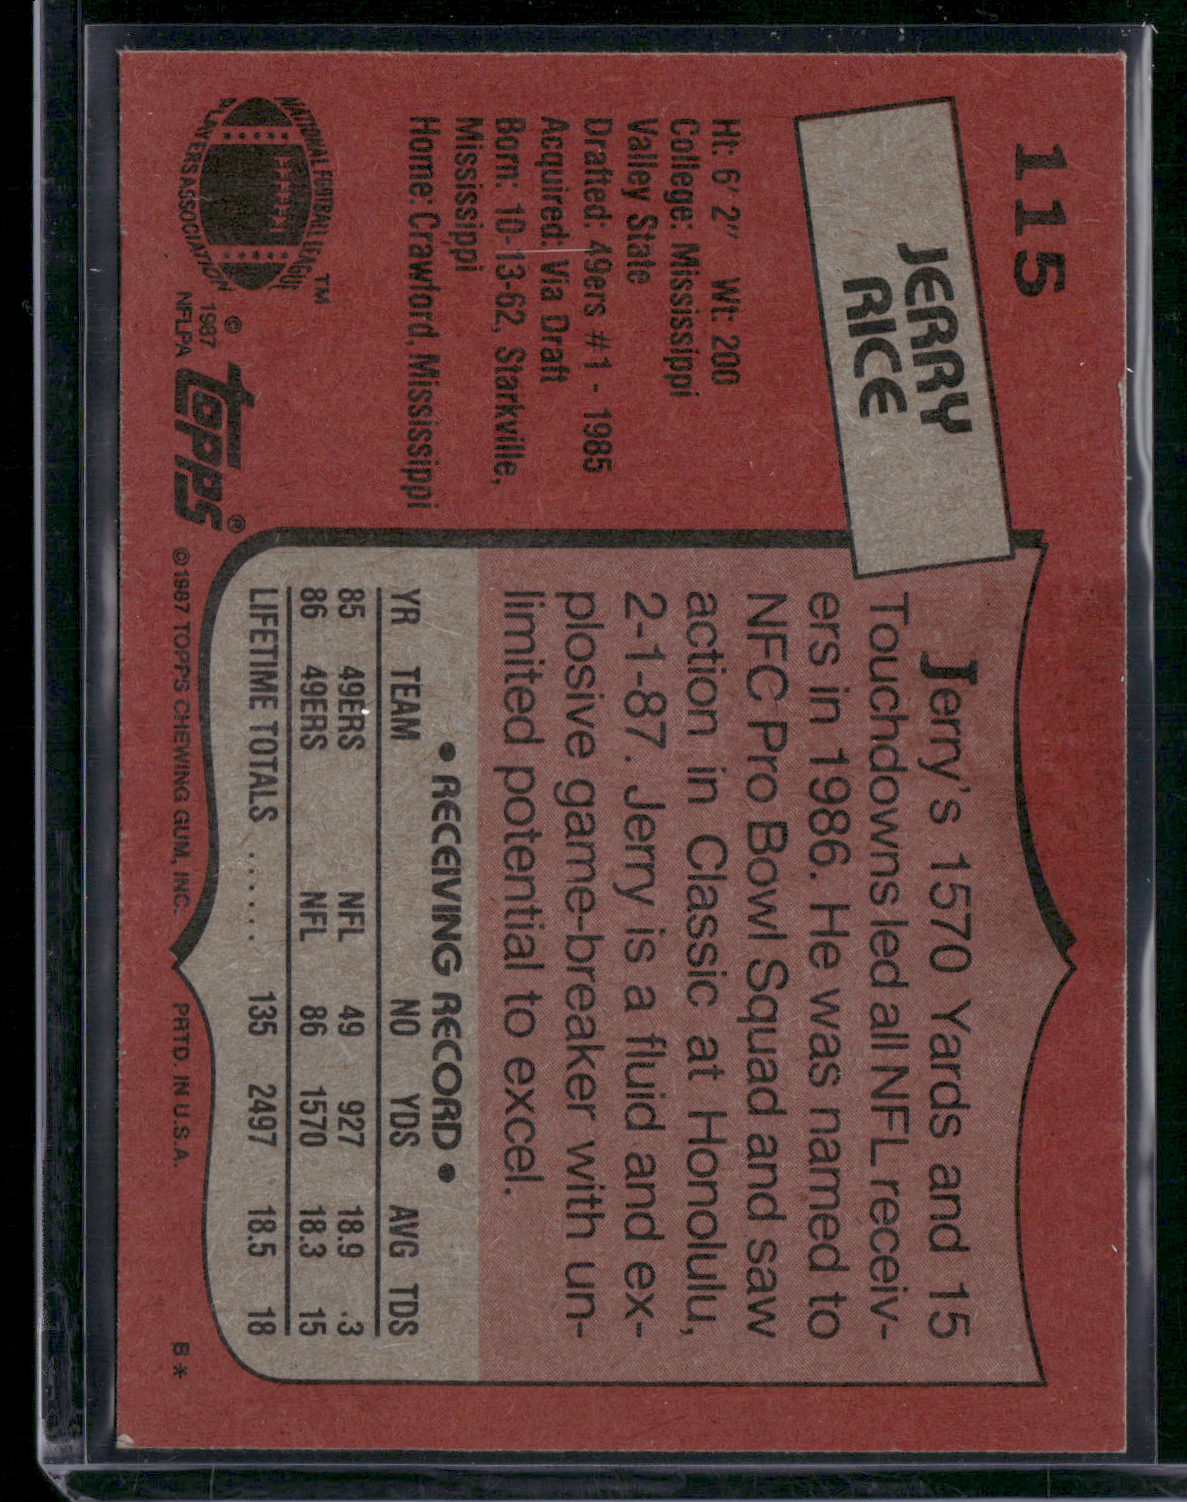 115
JERRY
RICE
Ht: 6' 2" Wt: 200
College: Mississippi
Valley State
Drafted: 49ers #1 - 1985
Acquired: Via Draft
Born: 10-13-62, Starkville,
Mississippi
Home: Crawford, Mississippi
NATIONAL FOOTBALL LEAGUE
PLAYERS ASSOCIATION
TM
©
1987
NFLPA
topps®
Jerry's 1570 Yards and 15
Touchdowns led all NFL receiv-
ers in 1986. He was named to
NFC Pro Bowl Squad and saw
action in Classic at Honolulu,
2-1-87. Jerry is a fluid and ex-
plosive game-breaker with un-
limited potential to excel.
• RECEIVING RECORD •
YR TEAM NO YDS AVG TDS
85 49ERS NFL 49 927 18.9 3
86 49ERS NFL 86 1570 18.3 15
LIFETIME TOTALS ...... 135 2497 18.5 18
© 1987 TOPPS CHEWING GUM, INC. PRTD. IN U.S.A. B*